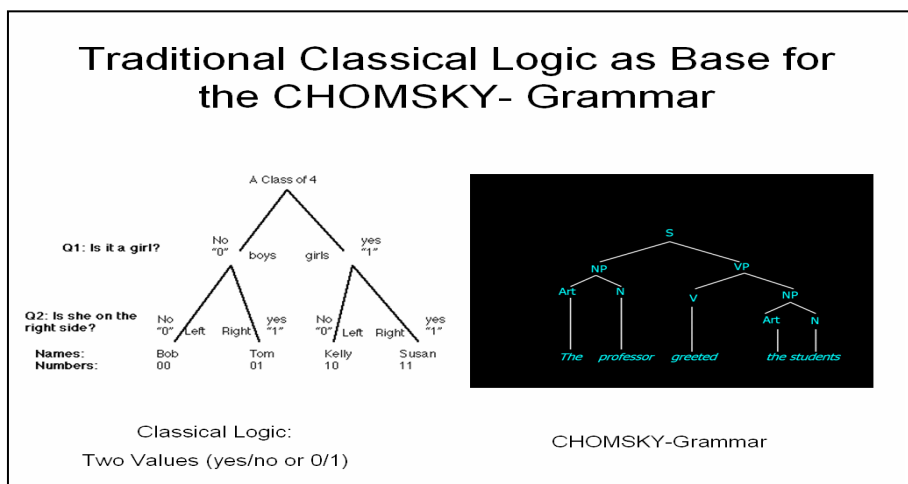 Traditional Classical Logic as Base for
the CHOMSKY- Grammar
A Class of 4
Q1: Is it a girl?
No
"0"
boys
girls
yes
"1"
Q2: Is she on the
right side?
No
"0"
Left
Right
yes
"1"
No
"0"
Left
Right
yes
"1"
Names:
Bob
Tom
Kelly
Susan
Numbers:
00
01
10
11
Classical Logic:
Two Values (yes/no or 0/1)
S
NP
VP
Art
N
V
NP
Art
N
The professor greeted the students
CHOMSKY-Grammar